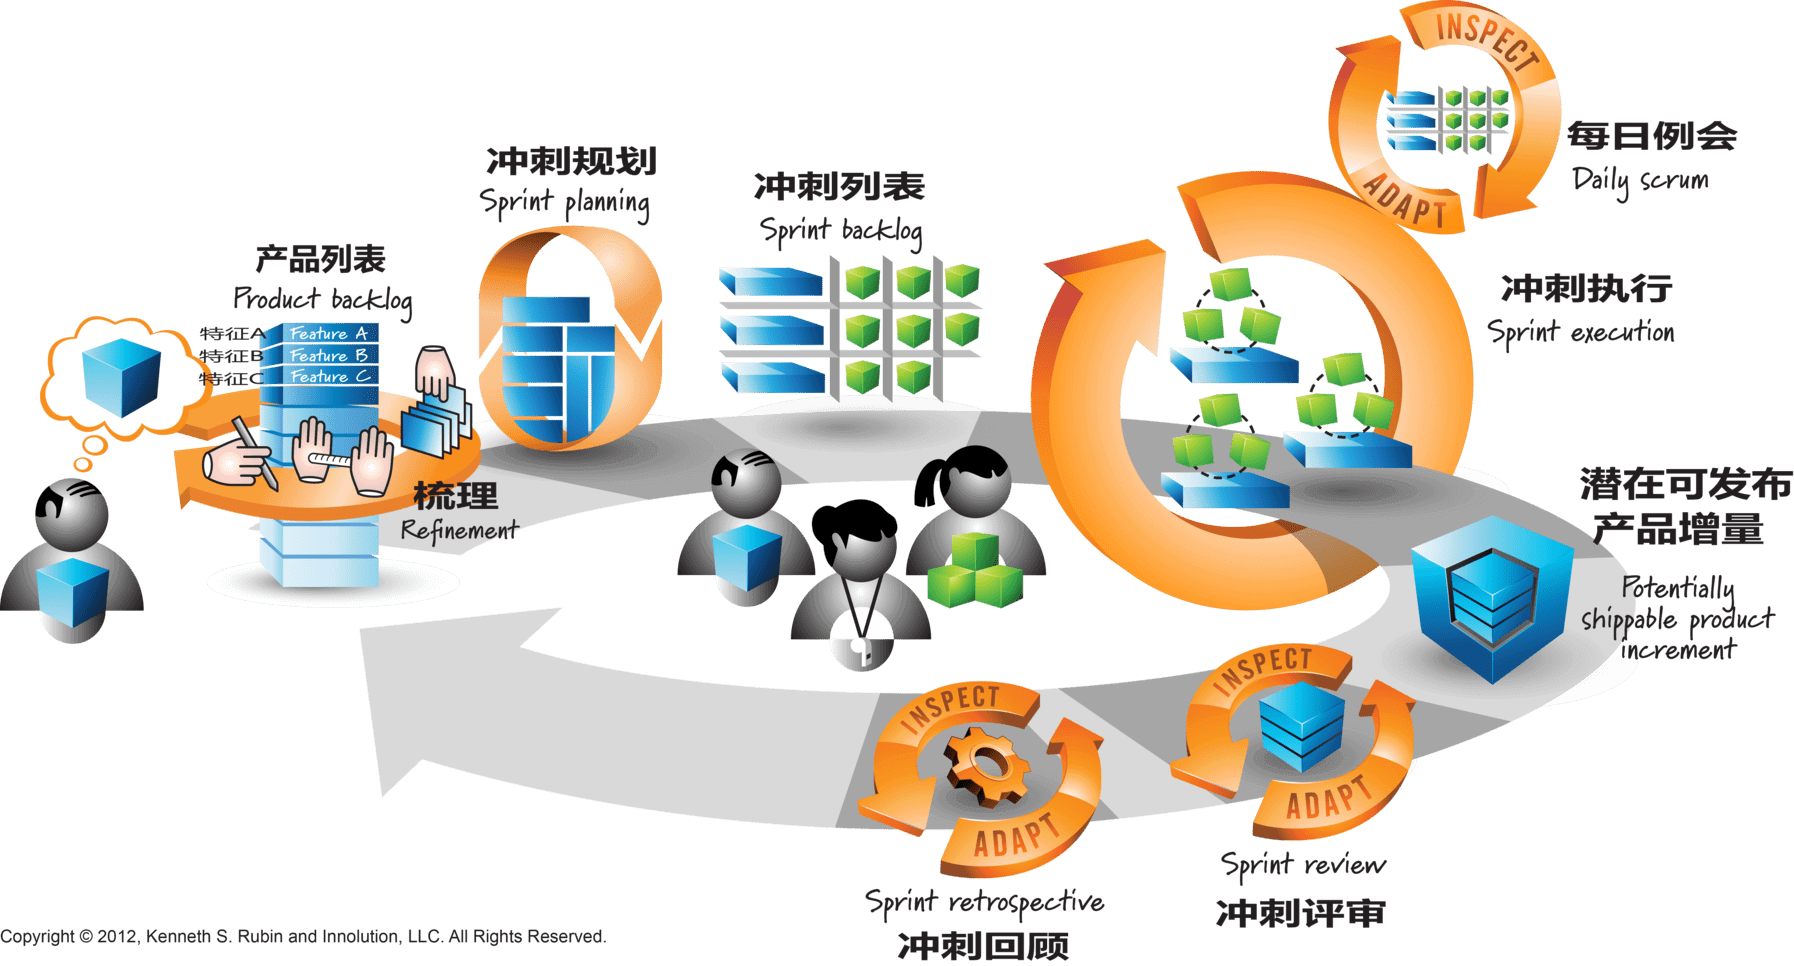 INSPECT
ADAPT
每日例会
Daily scrum
冲刺规划
Sprint planning
冲刺列表
Sprint backlog
产品列表
Product backlog
特征A Feature A
特征B Feature B
特征C Feature C
梳理
Refinement
冲刺执行
Sprint execution
潜在可发布
产品增量
Potentially
shippable product
increment
INSPECT
ADAPT
Sprint review
冲刺评审
INSPECT
ADAPT
Sprint retrospective
冲刺回顾
Copyright © 2012, Kenneth S. Rubin and Innolution, LLC. All Rights Reserved.